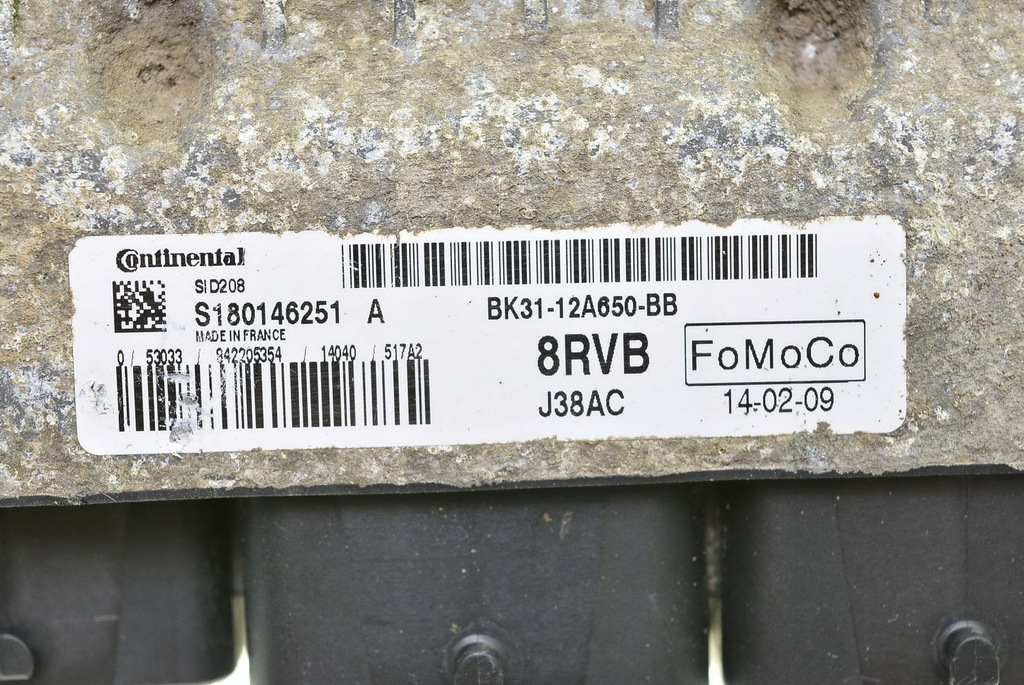 Continental
SID208
S180146251 A
BK31-12A650-BB
MADE IN FRANCE
0 / 53033 / 942205354 / 14040 / 517A2
8RVB
FoMoCo
J38AC
14-02-09